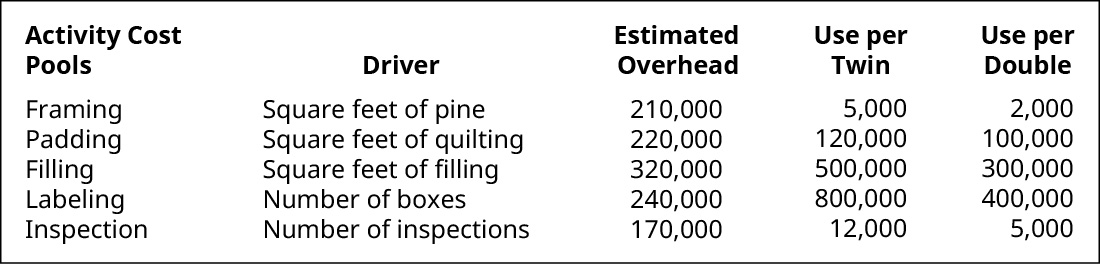 Activity Cost Pools Driver Estimated Overhead Use per Twin Use per Double
Framing Square feet of pine 210,000 5,000 2,000
Padding Square feet of quilting 220,000 120,000 100,000
Filling Square feet of filling 320,000 500,000 300,000
Labeling Number of boxes 240,000 800,000 400,000
Inspection Number of inspections 170,000 12,000 5,000